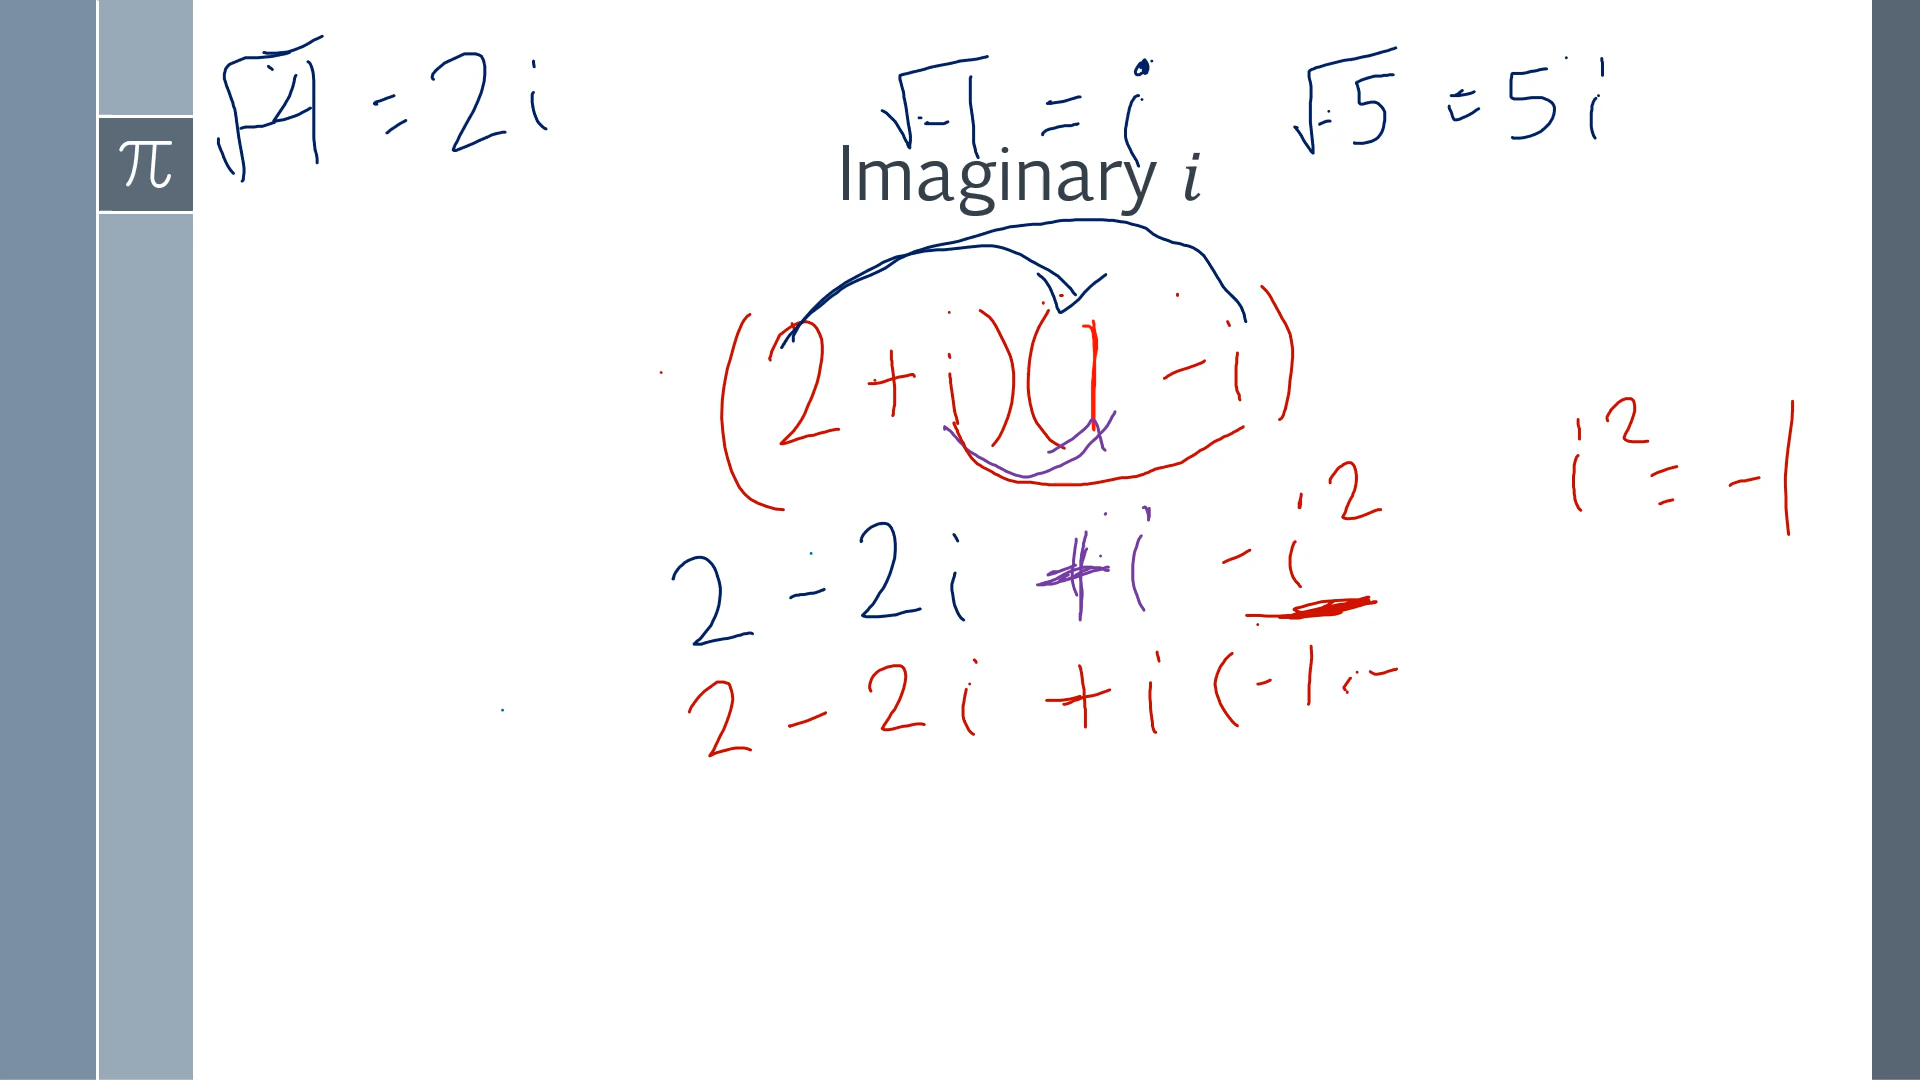 √-4 = 2i √-1 = i √-5 = 5i
π
Imaginary i
(2 + i)(1 - i)
i² = -1
2 - 2i + i - i²
2 - 2i + i (-1